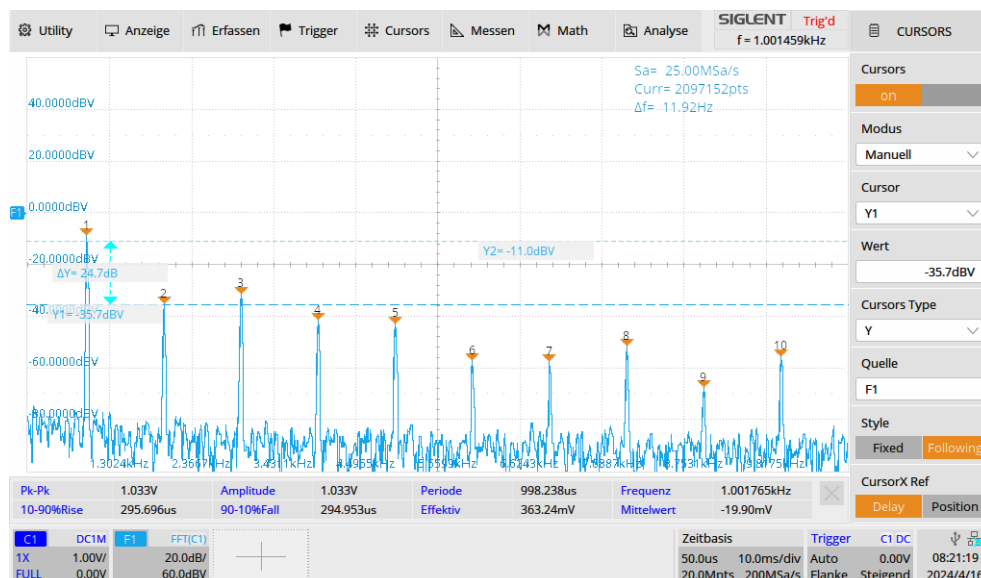 Utility Anzeige Erfassen Trigger Cursors Messen Math Analyse SIGLENT Trig'd
f = 1.001459kHz
CURSORS
Sa= 25.00MSa/s
Curr= 2097152pts
Δf= 11.92Hz
40.0000dBV
20.0000dBV
F1 0.0000dBV
1
-20.0000dBV
Y2= -11.0dBV
ΔY= 24.7dB
2 3 4 5 6 7 8 9 10
Y1= -35.7dBV
-60.0000dBV
-80.0000dBV
1.3024kHz 2.3667kHz 3.4311kHz 4.4955kHz 5.5599kHz 6.6243kHz 7.6887kHz 8.7531kHz 9.8175kHz
Cursors
on
Modus
Manuell
Cursor
Y1
Wert
-35.7dBV
Cursors Type
Y
Quelle
F1
Style
Fixed Following
CursorX Ref
Delay Position
Pk-Pk 1.033V Amplitude 1.033V Periode 998.238us Frequenz 1.001765kHz
10-90%Rise 295.696us 90-10%Fall 294.953us Effektiv 363.24mV Mittelwert -19.90mV
C1 DC1M F1 FFT(C1) Zeitbasis Trigger C1 DC
1X 1.00V/ 20.0dB/ 50.0us 10.0ms/div Auto 0.00V 08:21:19
FULL 0.00V 60.0dBV 20.0Mpts 200MSa/s Flanke Steigend 2024/4/16